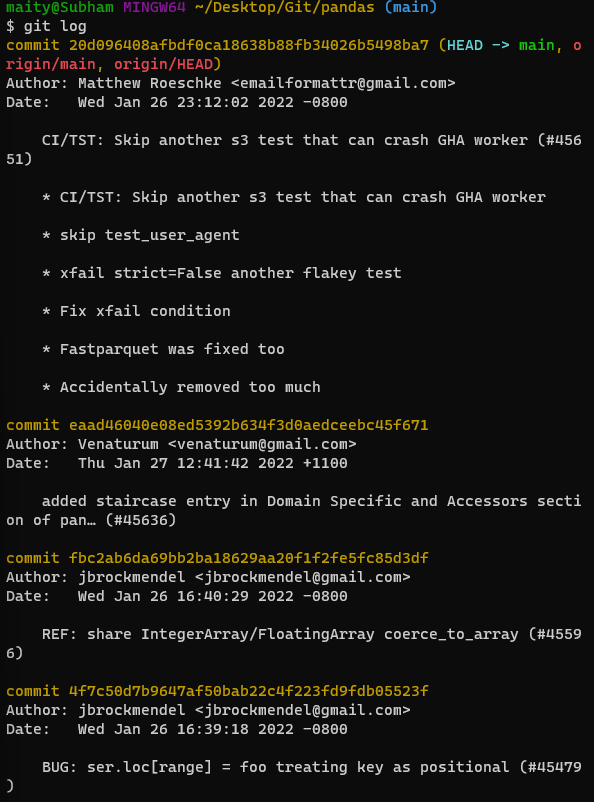 maity@Subham MINGW64 ~/Desktop/Git/pandas (main)
$ git log
commit 20d096408afbdf0ca18638b88fb34026b5498ba7 (HEAD -> main, o
rigin/main, origin/HEAD)
Author: Matthew Roeschke <emailformattr@gmail.com>
Date:   Wed Jan 26 23:12:02 2022 -0800

    CI/TST: Skip another s3 test that can crash GHA worker (#456
51)

    * CI/TST: Skip another s3 test that can crash GHA worker

    * skip test_user_agent

    * xfail strict=False another flakey test

    * Fix xfail condition

    * Fastparquet was fixed too

    * Accidentally removed too much

commit eaad46040e08ed5392b634f3d0aedceebc45f671
Author: Venaturum <venaturum@gmail.com>
Date:   Thu Jan 27 12:41:42 2022 +1100

    added staircase entry in Domain Specific and Accessors secti
on of pan… (#45636)

commit fbc2ab6da69bb2ba18629aa20f1f2fe5fc85d3df
Author: jbrockmendel <jbrockmendel@gmail.com>
Date:   Wed Jan 26 16:40:29 2022 -0800

    REF: share IntegerArray/FloatingArray coerce_to_array (#4559
6)

commit 4f7c50d7b9647af50bab22c4f223fd9fdb05523f
Author: jbrockmendel <jbrockmendel@gmail.com>
Date:   Wed Jan 26 16:39:18 2022 -0800

    BUG: ser.loc[range] = foo treating key as positional (#45479
)